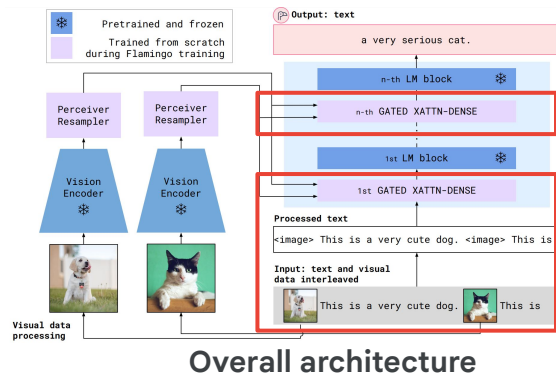 Output: text
a very serious cat.
Pretrained and frozen
Trained from scratch
during Flamingo training
n-th LM block
n-th GATED XATTN-DENSE
Perceiver
Resampler
Perceiver
Resampler
1st LM block
Vision
Encoder
Vision
Encoder
1st GATED XATTN-DENSE
Processed text
<image> This is a very cute dog. <image> This is
Input: text and visual
data interleaved
This is a very cute dog.
This is
Visual data
processing
Overall architecture